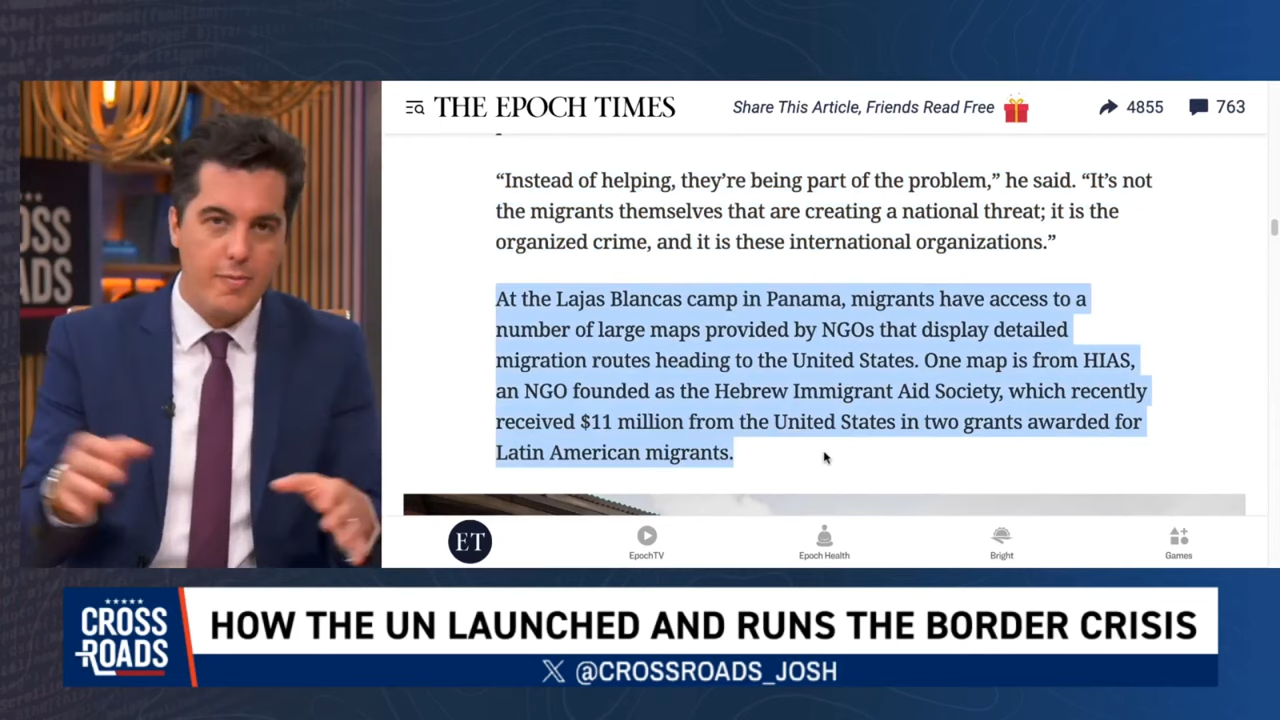 THE EPOCH TIMES
Share This Article, Friends Read Free
4855
763
“Instead of helping, they’re being part of the problem,” he said. “It’s not
the migrants themselves that are creating a national threat; it is the
organized crime, and it is these international organizations.”
At the Lajas Blancas camp in Panama, migrants have access to a
number of large maps provided by NGOs that display detailed
migration routes heading to the United States. One map is from HIAS,
an NGO founded as the Hebrew Immigrant Aid Society, which recently
received $11 million from the United States in two grants awarded for
Latin American migrants.
OSS
ADS
ET
EpochTV
Epoch Health
Bright
Games
CROSS
ROADS
HOW THE UN LAUNCHED AND RUNS THE BORDER CRISIS
X @CROSSROADS_JOSH